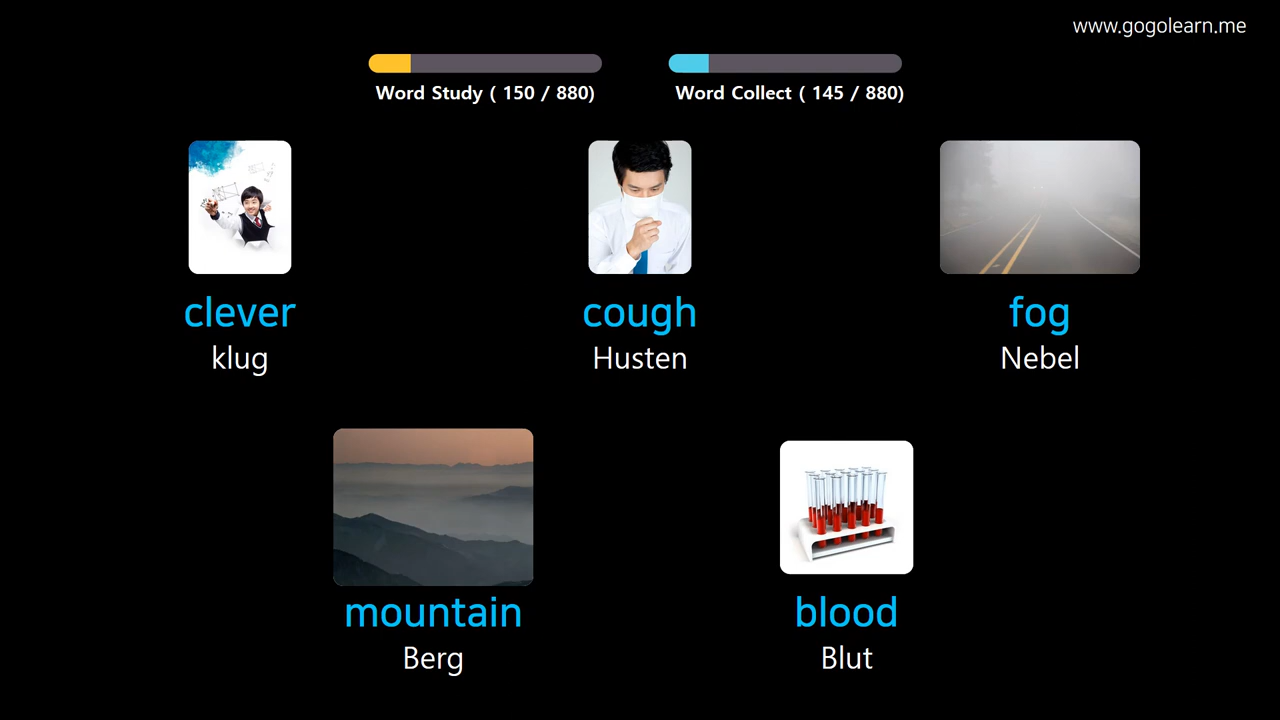 www.gogolearn.me
Word Study ( 150 / 880)
Word Collect ( 145 / 880)
clever
klug
cough
Husten
fog
Nebel
mountain
Berg
blood
Blut